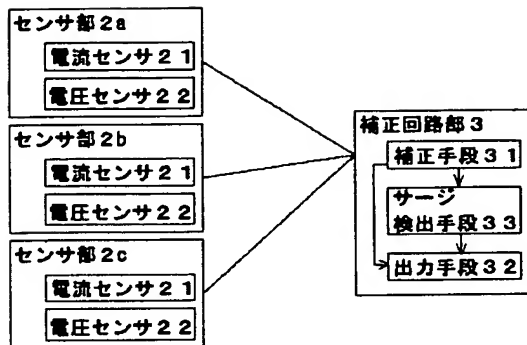 センサ部2a
電流センサ21
電圧センサ22
センサ部2b
電流センサ21
電圧センサ22
センサ部2c
電流センサ21
電圧センサ22
補正回路部3
補正手段31
サージ
検出手段33
出力手段32